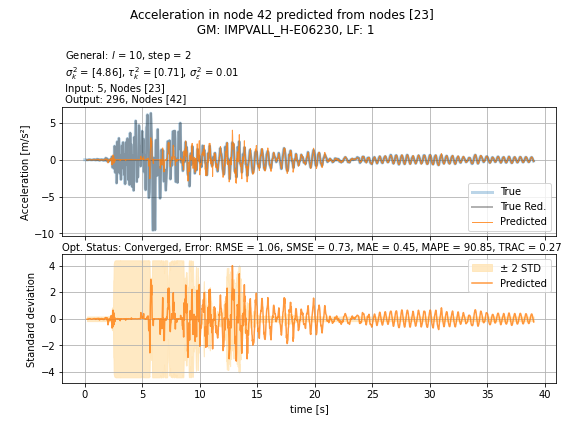 Acceleration in node 42 predicted from nodes [23]
GM: IMPVALL_H-E06230, LF: 1
General: l = 10, step = 2
σ²ₖ = [4.86], τ²ₖ = [0.71], σ²ε = 0.01
Input: 5, Nodes [23]
Output: 296, Nodes [42]
Acceleration [m/s²]
5
0
−5
−10
True
True Red.
Predicted
Opt. Status: Converged, Error: RMSE = 1.06, SMSE = 0.73, MAE = 0.45, MAPE = 90.85, TRAC = 0.27
Standard deviation
4
2
0
−2
−4
± 2 STD
Predicted
0 5 10 15 20 25 30 35 40
time [s]